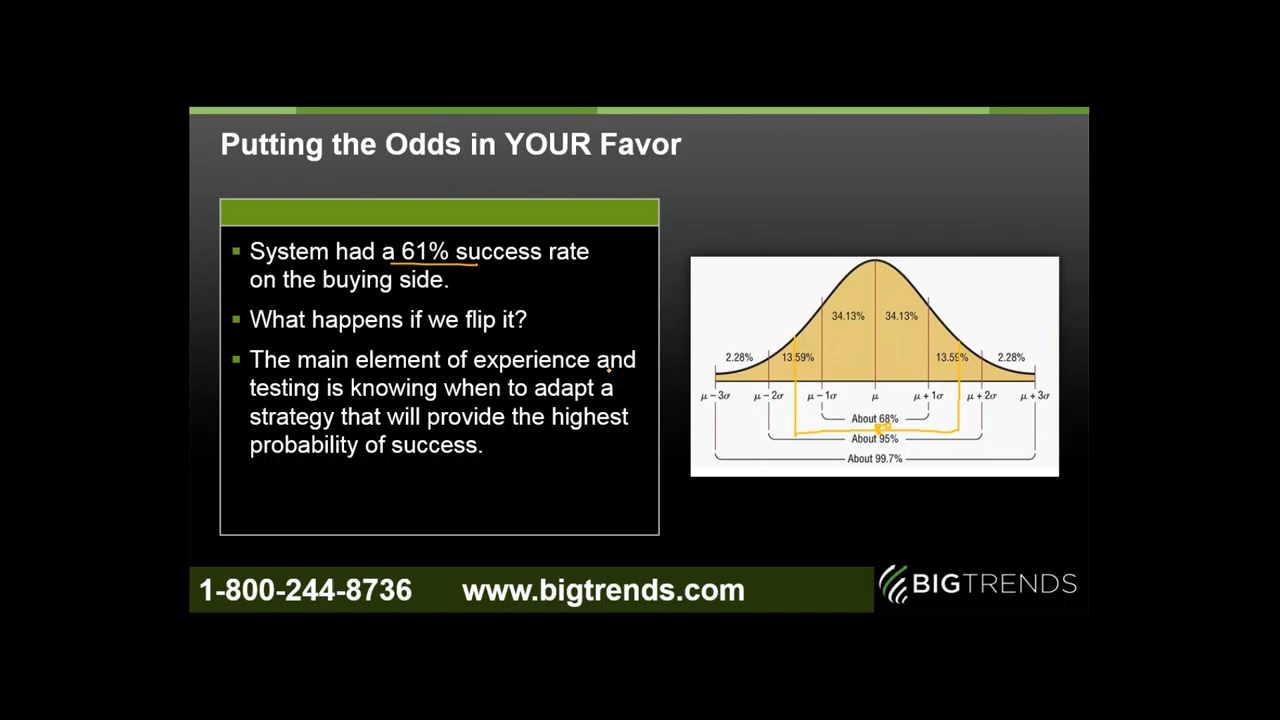 Putting the Odds in YOUR Favor
System had a 61% success rate
on the buying side.
What happens if we flip it?
The main element of experience and
testing is knowing when to adapt a
strategy that will provide the highest
probability of success.
34.13% 34.13%
2.28% 13.59% 13.59% 2.28%
μ − 3σ μ − 2σ μ − 1σ μ μ + 1σ μ + 2σ μ + 3σ
About 68%
About 95%
About 99.7%
1-800-244-8736 www.bigtrends.com
BIGTRENDS